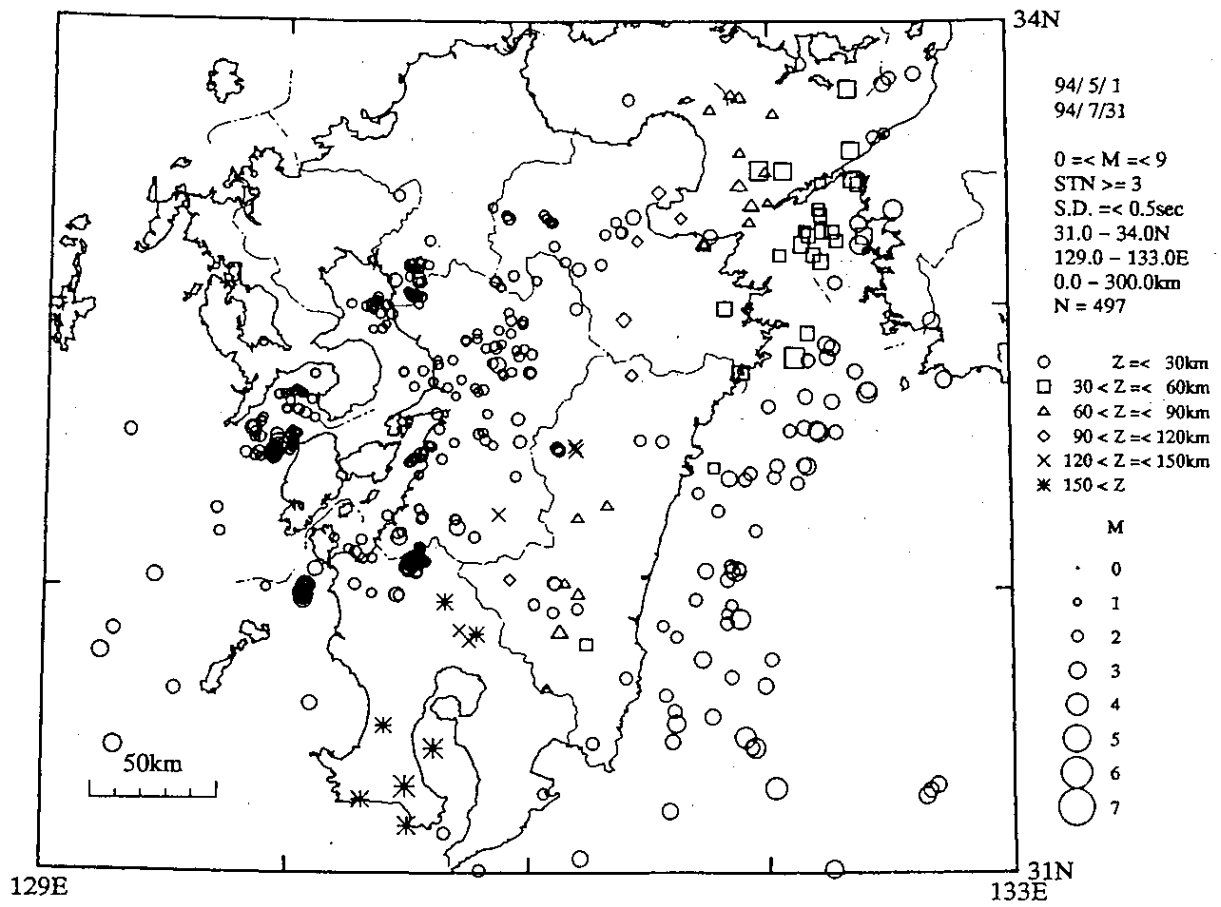 34N
94/ 5/ 1
94/ 7/31
0 =< M =< 9
STN >= 3
S.D. =< 0.5sec
31.0 – 34.0N
129.0 – 133.0E
0.0 – 300.0km
N = 497
Z =< 30km
30 < Z =< 60km
60 < Z =< 90km
90 < Z =< 120km
120 < Z =< 150km
150 < Z
M
0
1
2
3
4
5
6
7
50km
31N
129E
133E